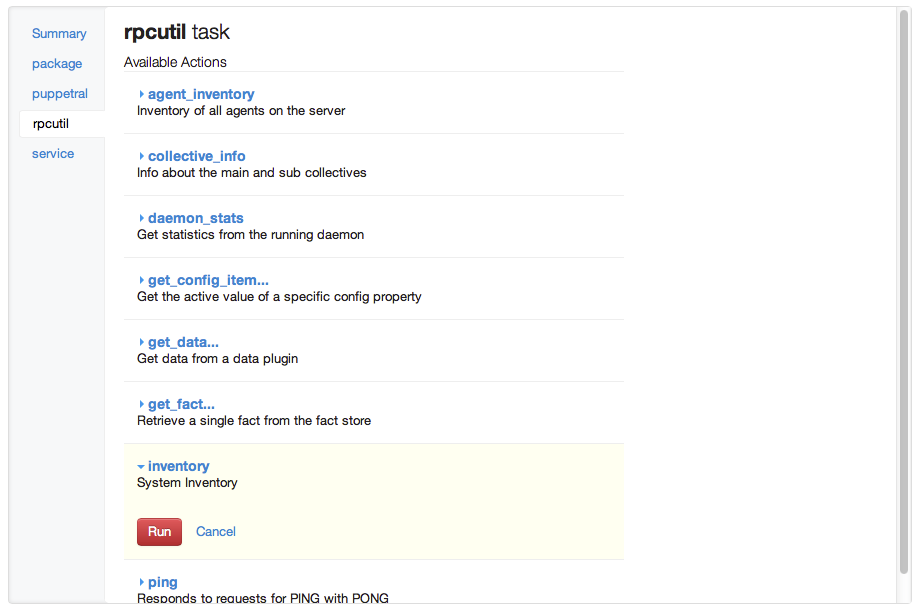 Summary
package
puppetral
rpcutil
service
rpcutil task
Available Actions
agent_inventory
Inventory of all agents on the server
collective_info
Info about the main and sub collectives
daemon_stats
Get statistics from the running daemon
get_config_item...
Get the active value of a specific config property
get_data...
Get data from a data plugin
get_fact...
Retrieve a single fact from the fact store
inventory
System Inventory
Run Cancel
ping
Responds to requests for PING with PONG